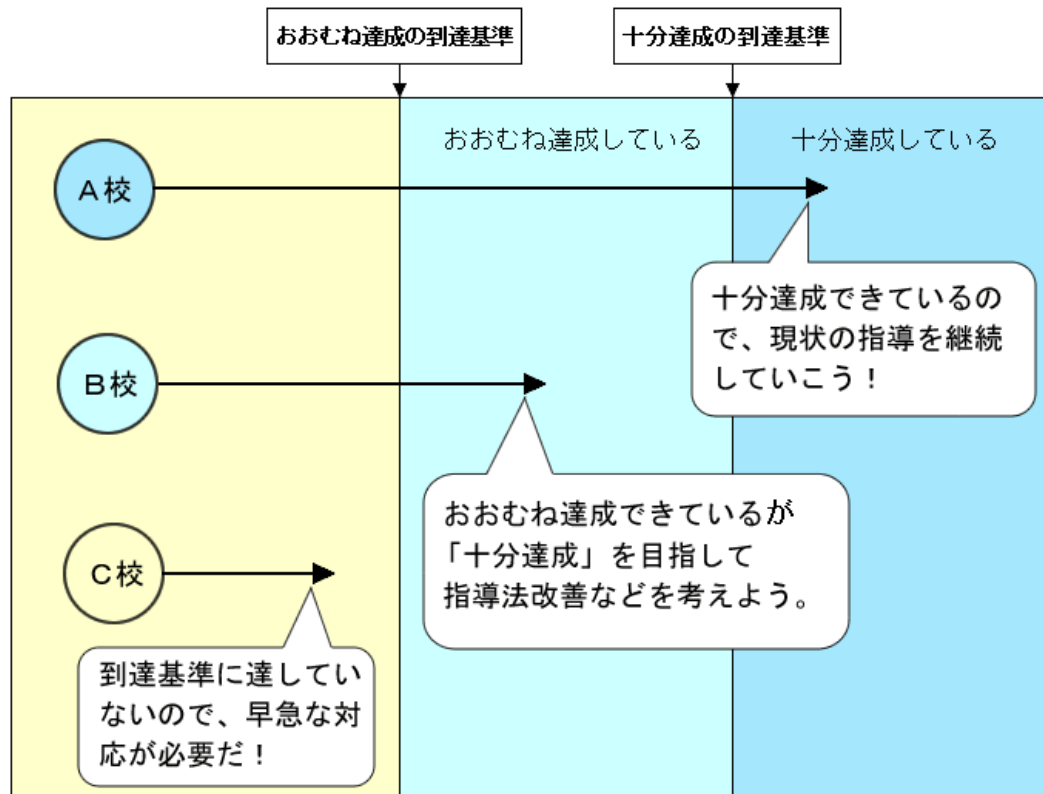 おおむね達成の到達基準
十分達成の到達基準
おおむね達成している
十分達成している
A校
十分達成できているの
で、現状の指導を継続
していこう！
B校
おおむね達成できているが
「十分達成」を目指して
指導法改善などを考えよう。
C校
到達基準に達してい
ないので、早急な対
応が必要だ！